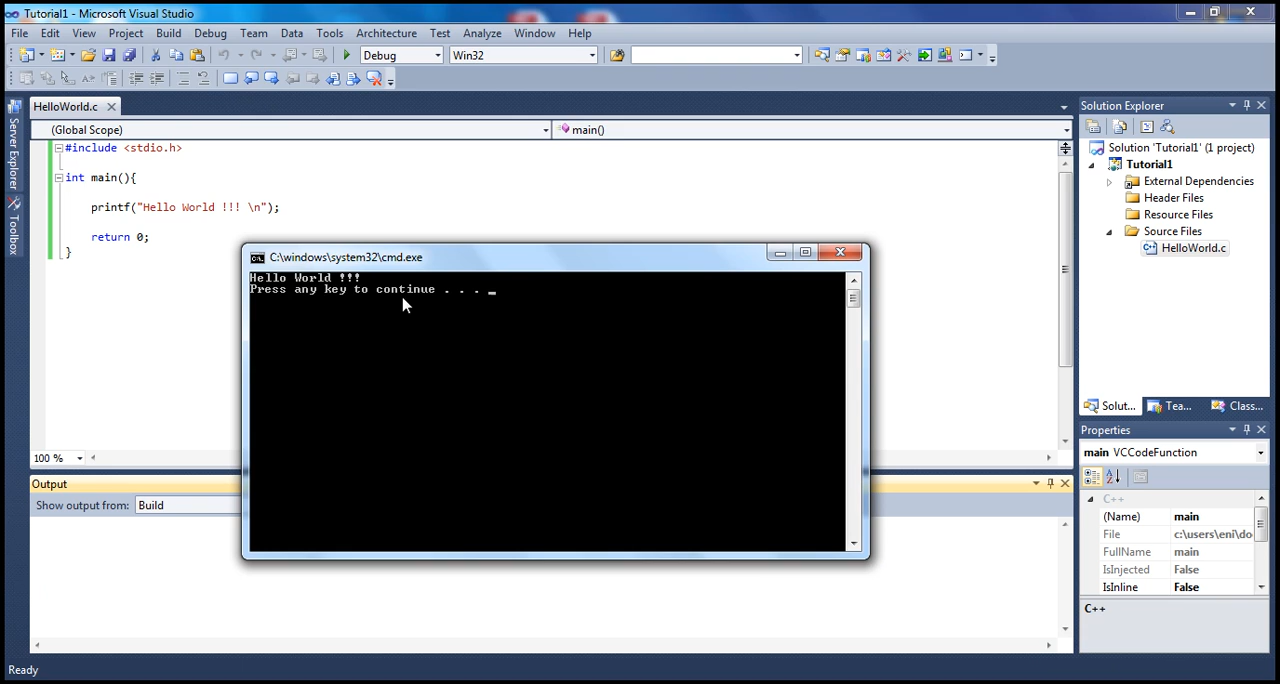 Tutorial1 - Microsoft Visual Studio
File Edit View Project Build Debug Team Data Tools Architecture Test Analyze Window Help
Debug Win32
HelloWorld.c
(Global Scope) main()
#include <stdio.h>
int main(){
printf("Hello World !!! \n");
return 0;
}
100 %
Server Explorer
Toolbox
C:\windows\system32\cmd.exe
Hello World !!!
Press any key to continue . . . _
Output
Show output from: Build
Solution Explorer
Solution 'Tutorial1' (1 project)
Tutorial1
External Dependencies
Header Files
Resource Files
Source Files
HelloWorld.c
Solut... Tea... Class...
Properties
main VCCodeFunction
C++
(Name) main
File c:\users\eni\do
FullName main
IsInjected False
IsInline False
C++
Ready